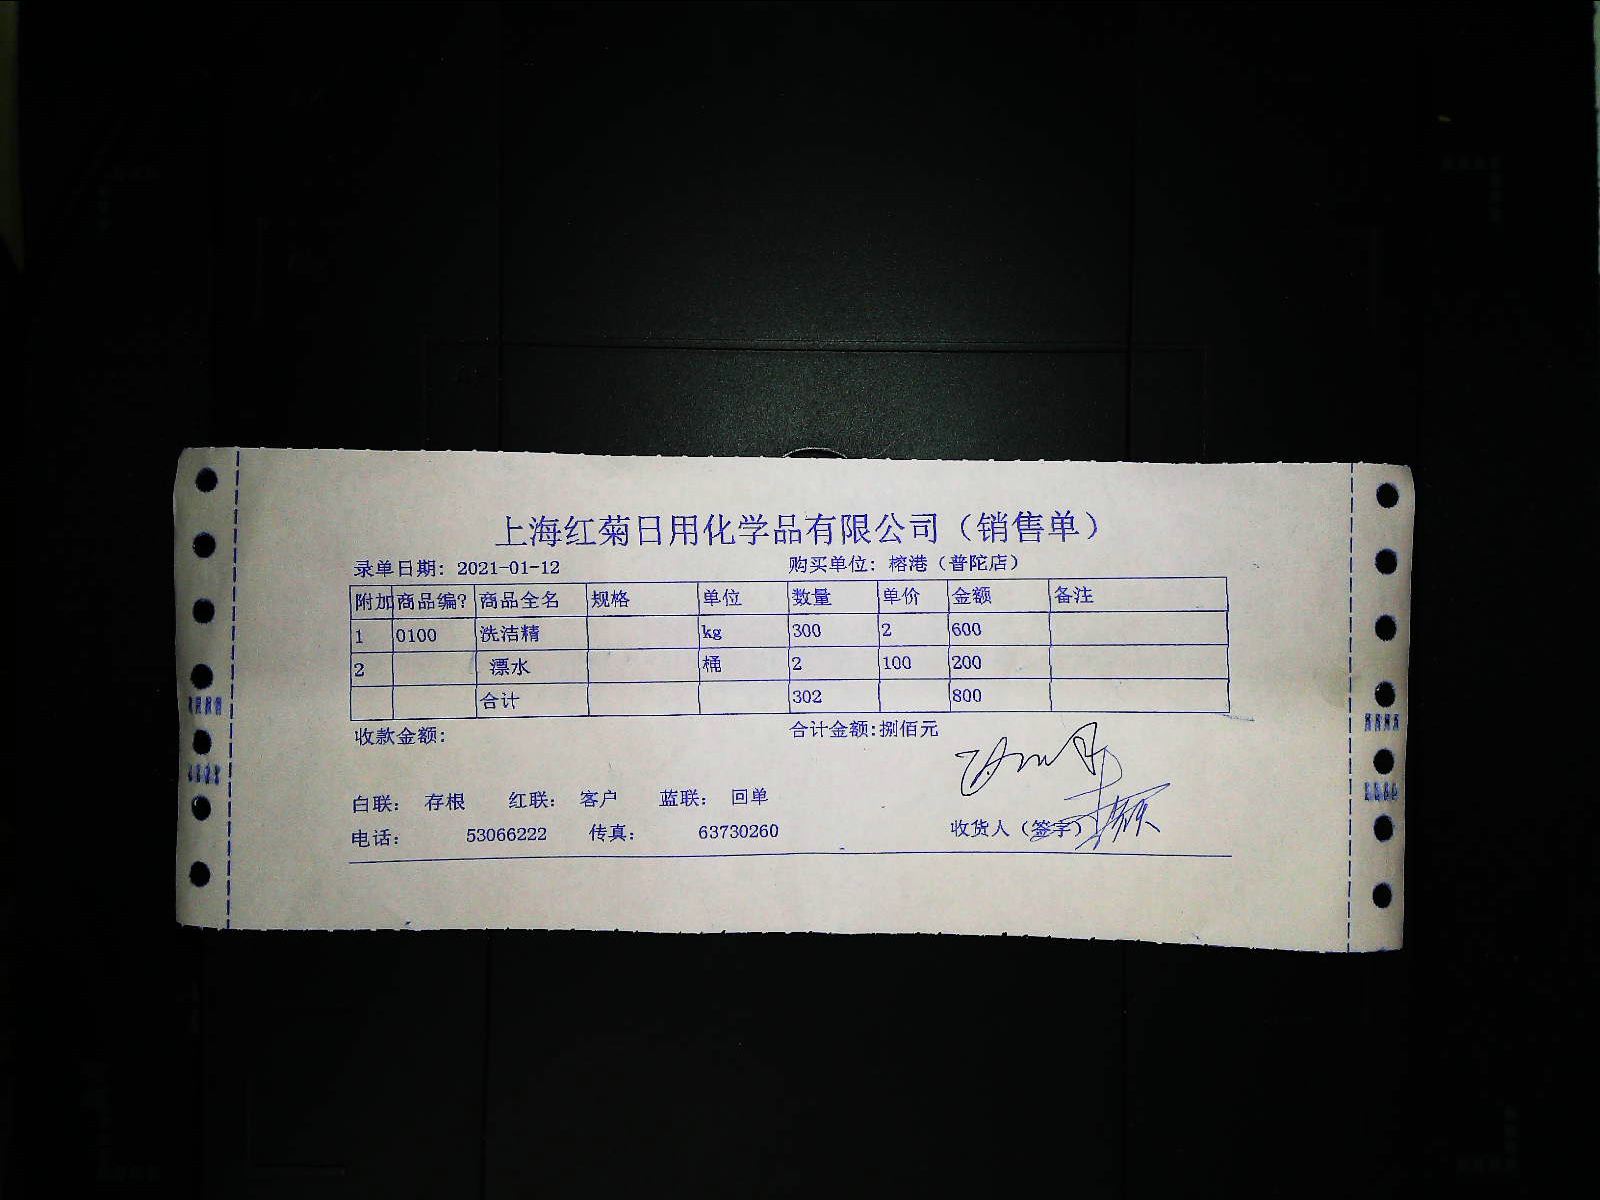 上海红菊日用化学品有限公司（销售单）
录单日期: 2021-01-12 购买单位: 榕港（普陀店）
附加 商品编? 商品全名 规格 单位 数量 单价 金额 备注
1 0100 洗洁精 kg 300 2 600
2 漂水 桶 2 100 200
合计 302 800
收款金额: 合计金额:捌佰元
白联: 存根 红联: 客户 蓝联: 回单
电话: 53066222 传真: 63730260 收货人（签字）